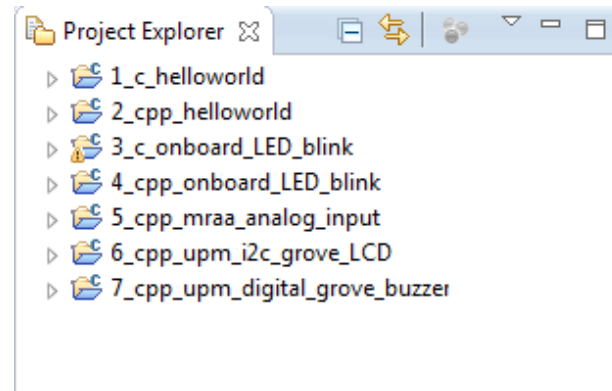 Project Explorer
1_c_helloworld
2_cpp_helloworld
3_c_onboard_LED_blink
4_cpp_onboard_LED_blink
5_cpp_mraa_analog_input
6_cpp_upm_i2c_grove_LCD
7_cpp_upm_digital_grove_buzzer